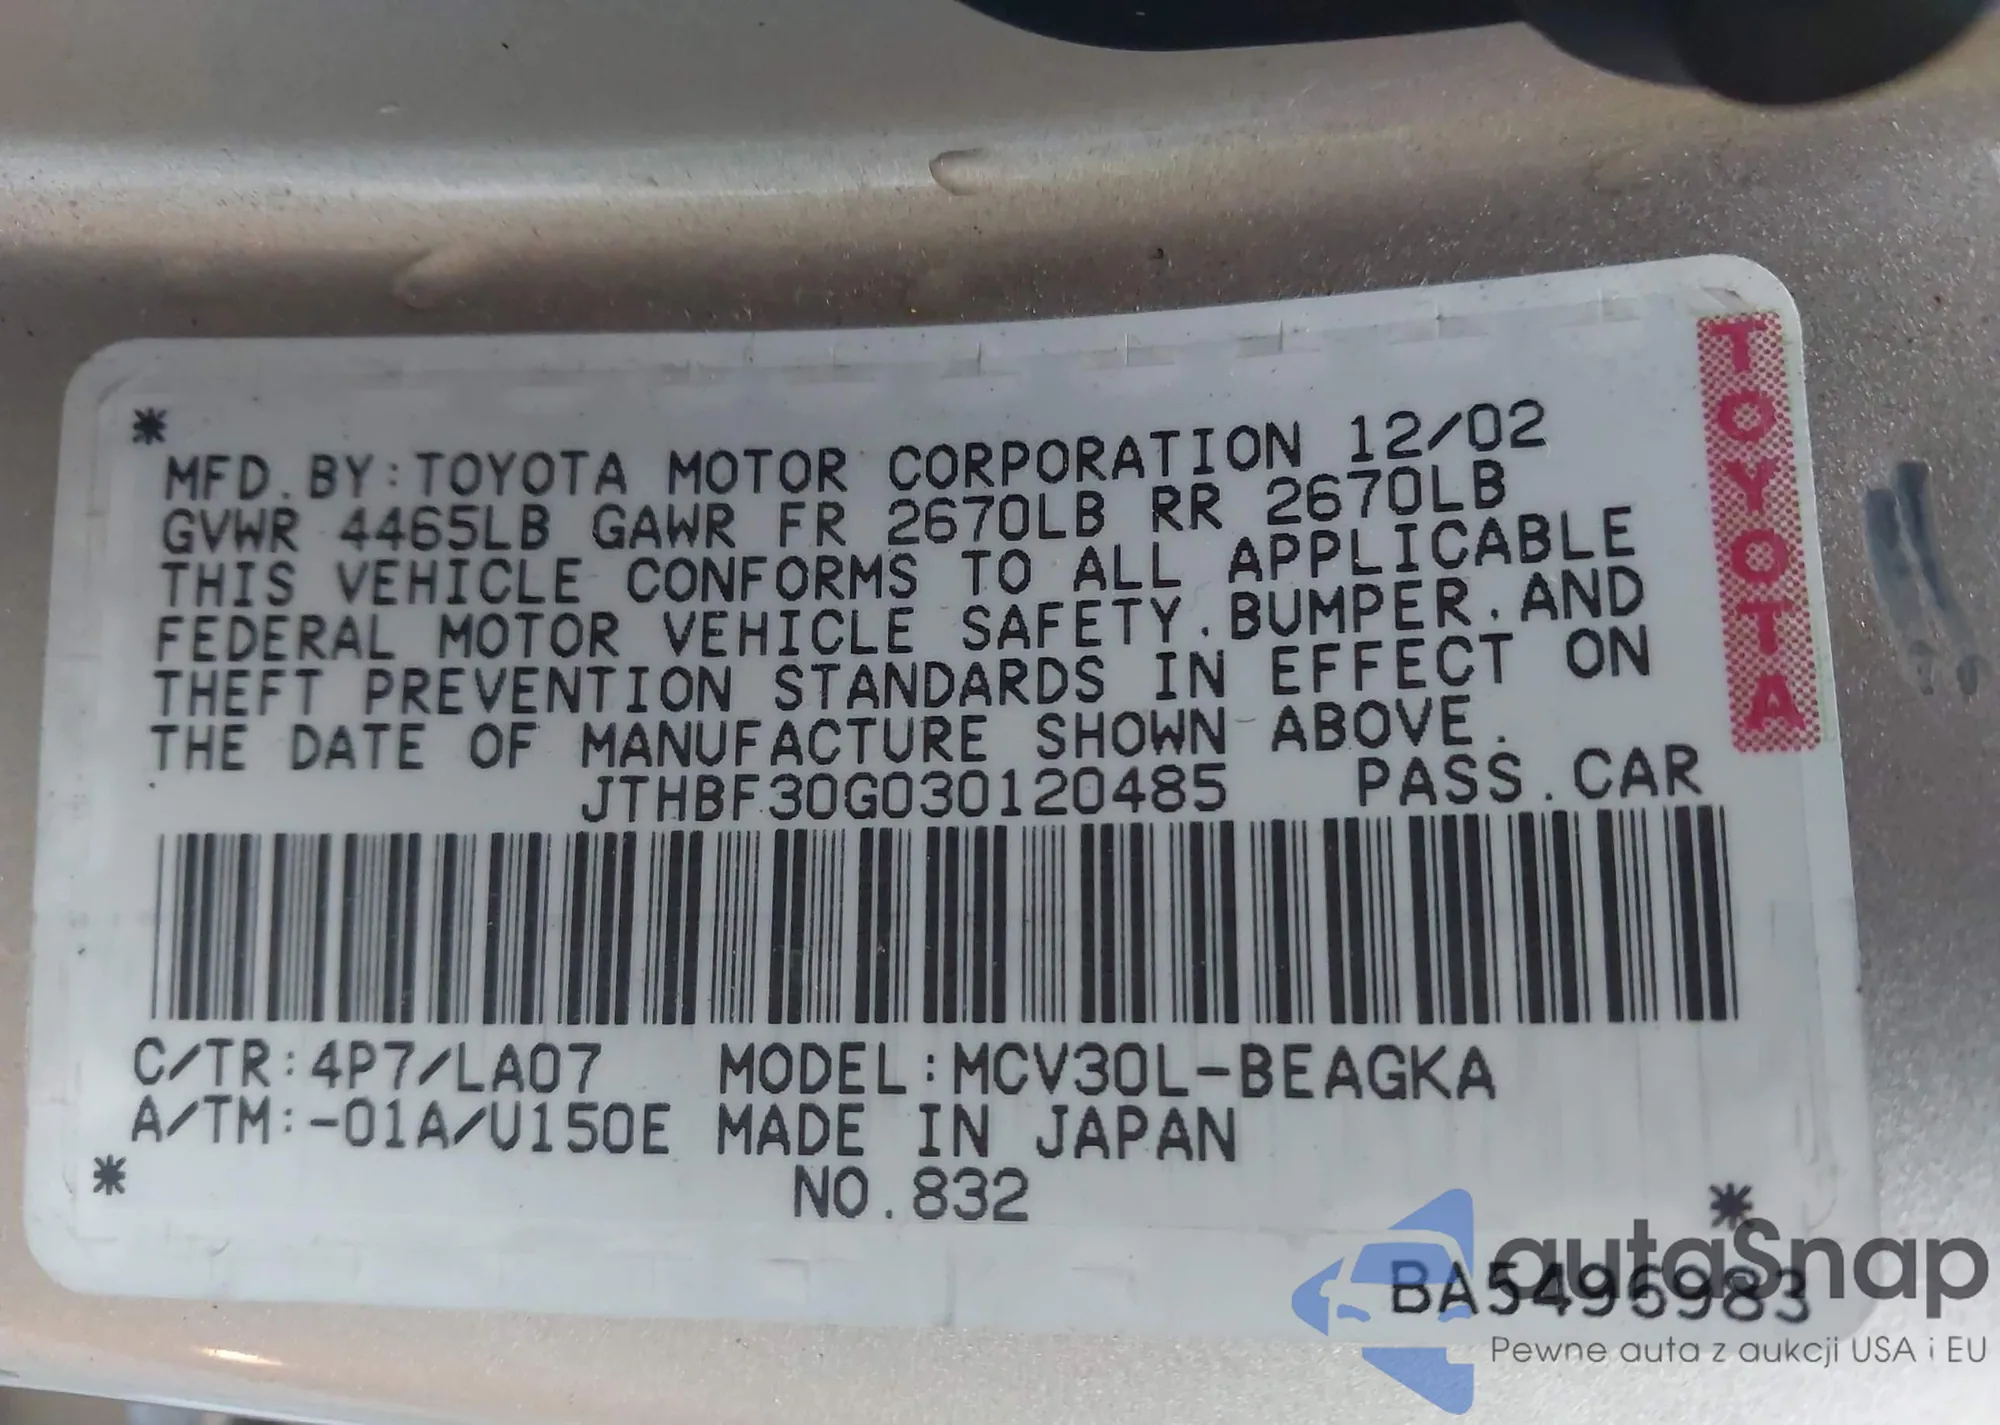 *
MFD.BY:TOYOTA MOTOR CORPORATION 12/02
GVWR 4465LB GAWR FR 2670LB RR 2670LB
THIS VEHICLE CONFORMS TO ALL APPLICABLE
FEDERAL MOTOR VEHICLE SAFETY.BUMPER.AND
THEFT PREVENTION STANDARDS IN EFFECT ON
THE DATE OF MANUFACTURE SHOWN ABOVE.
JTHBF30G030120485 PASS.CAR
TOYOTA
C/TR:4P7/LA07 MODEL:MCV30L-BEAGKA
A/TM:-01A/U150E MADE IN JAPAN
* NO.832 *
BA5496983
autaSnap
Pewne auta z aukcji USA i EU